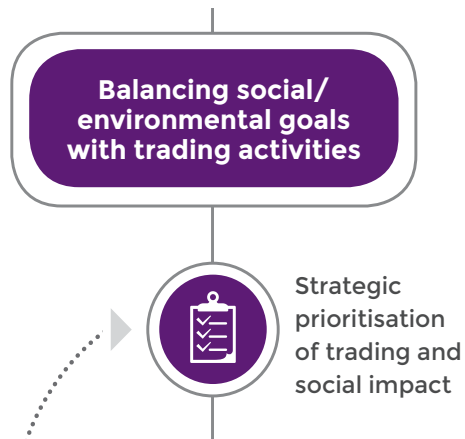 Balancing social/
environmental goals
with trading activities
Strategic
prioritisation
of trading and
social impact